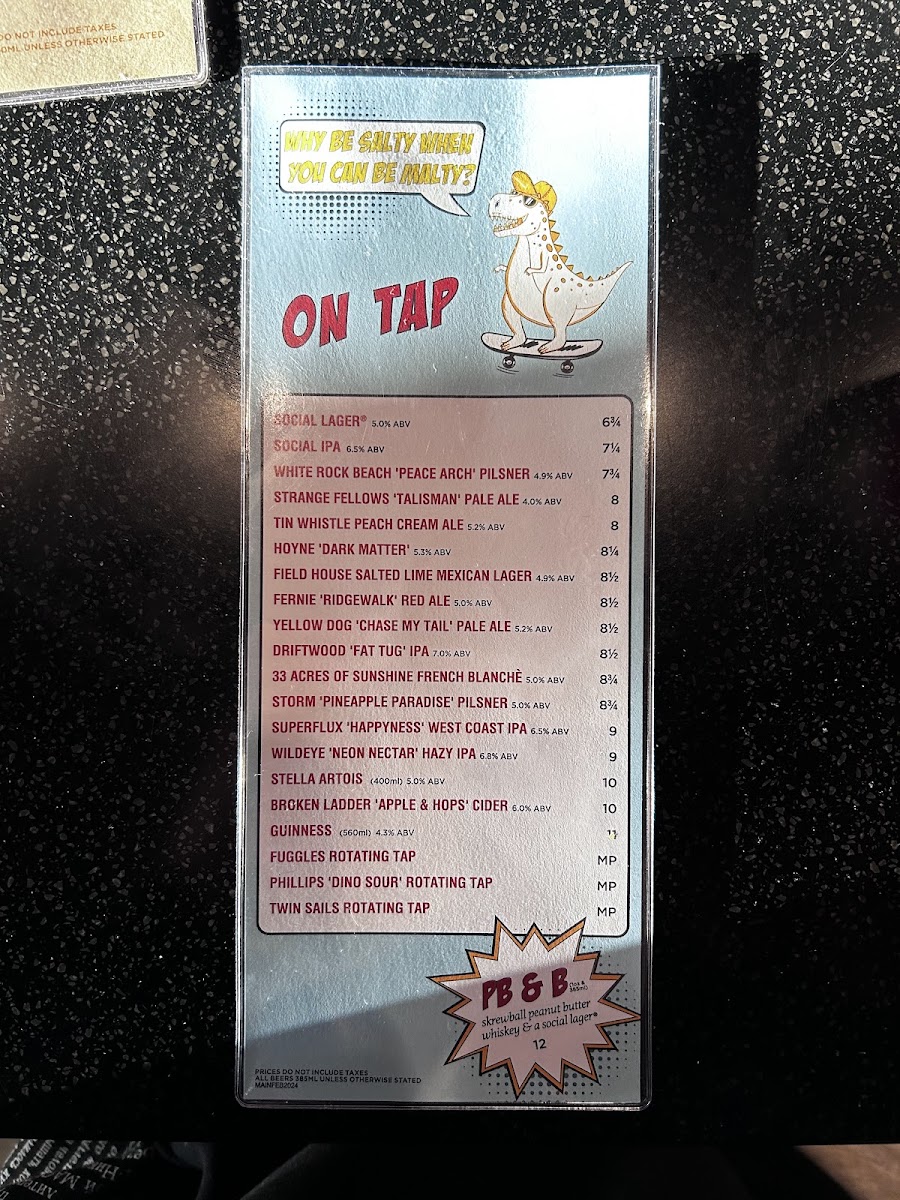 DO NOT INCLUDE TAXES
UNLESS OTHERWISE STATED
WHY BE SALTY WHEN
YOU CAN BE MALTY?
ON TAP
SOCIAL LAGER® 5.0% ABV 6¾
SOCIAL IPA 6.5% ABV 7¼
WHITE ROCK BEACH 'PEACE ARCH' PILSNER 4.9% ABV 7¾
STRANGE FELLOWS 'TALISMAN' PALE ALE 4.0% ABV 8
TIN WHISTLE PEACH CREAM ALE 5.2% ABV 8
HOYNE 'DARK MATTER' 5.3% ABV 8¼
FIELD HOUSE SALTED LIME MEXICAN LAGER 4.9% ABV 8½
FERNIE 'RIDGEWALK' RED ALE 5.0% ABV 8½
YELLOW DOG 'CHASE MY TAIL' PALE ALE 5.2% ABV 8½
DRIFTWOOD 'FAT TUG' IPA 7.0% ABV 8½
33 ACRES OF SUNSHINE FRENCH BLANCHÈ 5.0% ABV 8¾
STORM 'PINEAPPLE PARADISE' PILSNER 5.0% ABV 8¾
SUPERFLUX 'HAPPYNESS' WEST COAST IPA 6.5% ABV 9
WILDEYE 'NEON NECTAR' HAZY IPA 6.8% ABV 9
STELLA ARTOIS (400ml) 5.0% ABV 10
BROKEN LADDER 'APPLE & HOPS' CIDER 6.0% ABV 10
GUINNESS (560ml) 4.3% ABV 11
FUGGLES ROTATING TAP MP
PHILLIPS 'DINO SOUR' ROTATING TAP MP
TWIN SAILS ROTATING TAP MP
PB & B (1oz & 385ml)
skrewball peanut butter
whiskey & a social lager®
12
PRICES DO NOT INCLUDE TAXES
ALL BEERS 385ML UNLESS OTHERWISE STATED
MAINFEB2024